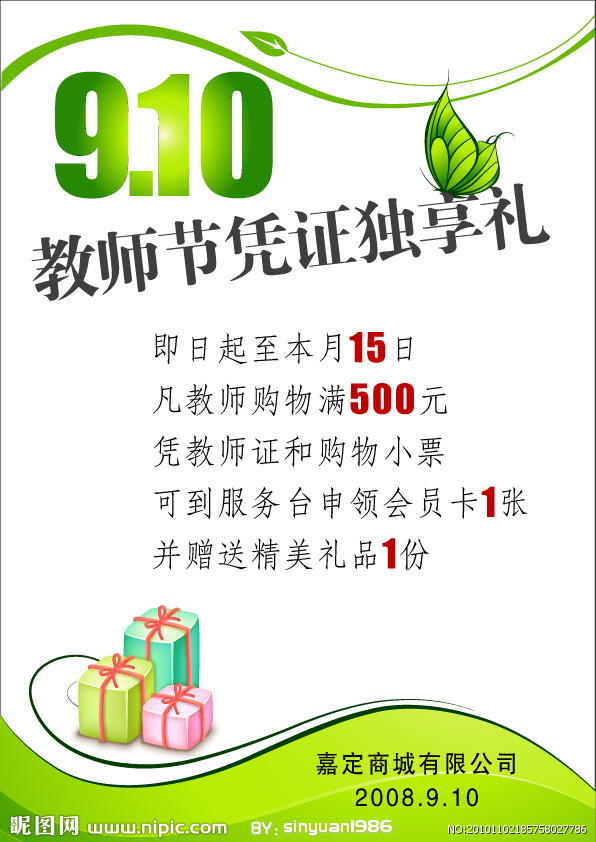 9.10
教师节凭证独享礼
即日起至本月15日
凡教师购物满500元
凭教师证和购物小票
可到服务台申领会员卡1张
并赠送精美礼品1份
嘉定商城有限公司
2008.9.10
昵图网 www.nipic.com BY: sinyuan1986 NO:20101102185758027786